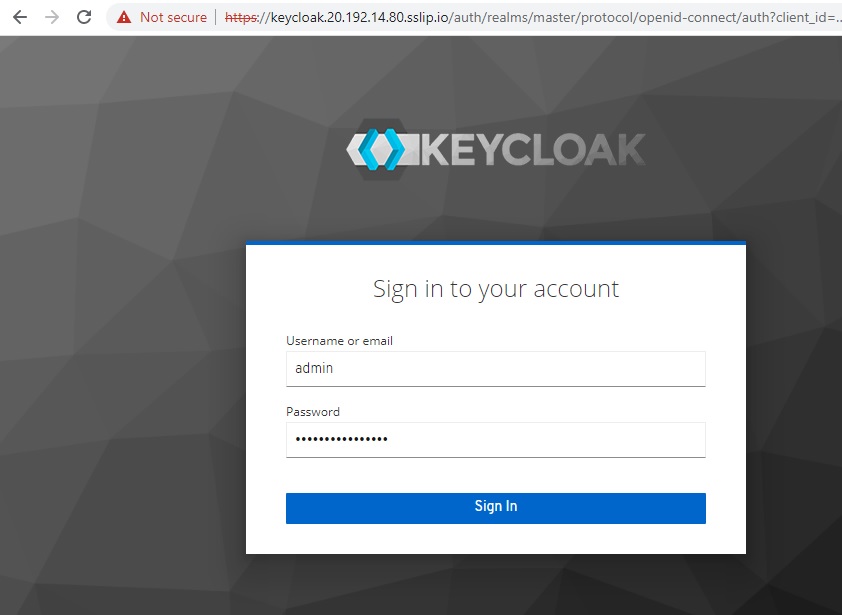 Not secure | https://keycloak.20.192.14.80.sslip.io/auth/realms/master/protocol/openid-connect/auth?client_id=...
KEYCLOAK
Sign in to your account
Username or email
admin
Password
••••••••••••••••
Sign In